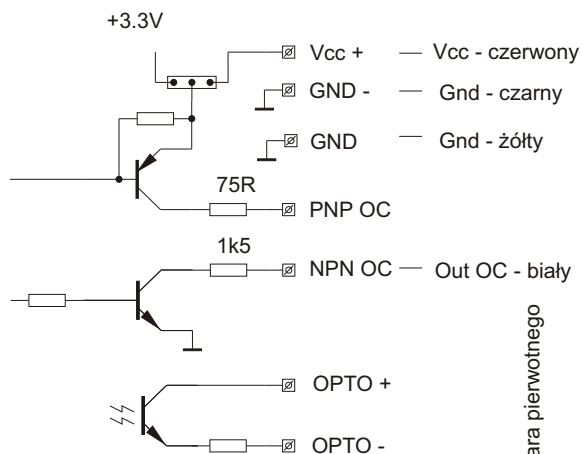 +3.3V
Vcc + — Vcc - czerwony
GND - — Gnd - czarny
GND — Gnd - żółty
75R
PNP OC
1k5
NPN OC — Out OC - biały
OPTO +
OPTO -
ara pierwotnego